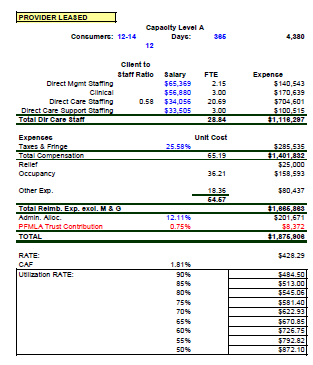 PROVIDER LEASED
Capacity Level A
Consumers: 12-14 Days: 365 4,380
12
Client to
Staff Ratio Salary FTE Expense
Direct Mgmt Staffing $65,369 2.15 $140,543
Clinical $56,880 3.00 $170,639
Direct Care Staffing 0.58 $34,056 20.69 $704,601
Direct Care Support Staffing $33,505 3.00 $100,515
Total Dir Care Staff 28.84 $1,116,297
Expenses Unit Cost
Taxes & Fringe 25.58% $285,535
Total Compensation 65.19 $1,401,832
Relief $25,000
Occupancy 36.21 $158,593
Other Exp. 18.36 $80,437
54.57
Total Reimb. Exp. excl. M & G $1,665,863
Admin. Alloc. 12.11% $201,671
PFMLA Trust Contribution 0.75% $8,372
TOTAL $1,875,906
RATE: $428.29
CAF 1.81%
Utilization RATE: 90% $484.50
85% $513.00
80% $545.06
75% $581.40
70% $622.93
65% $670.85
60% $726.75
55% $792.82
50% $872.10